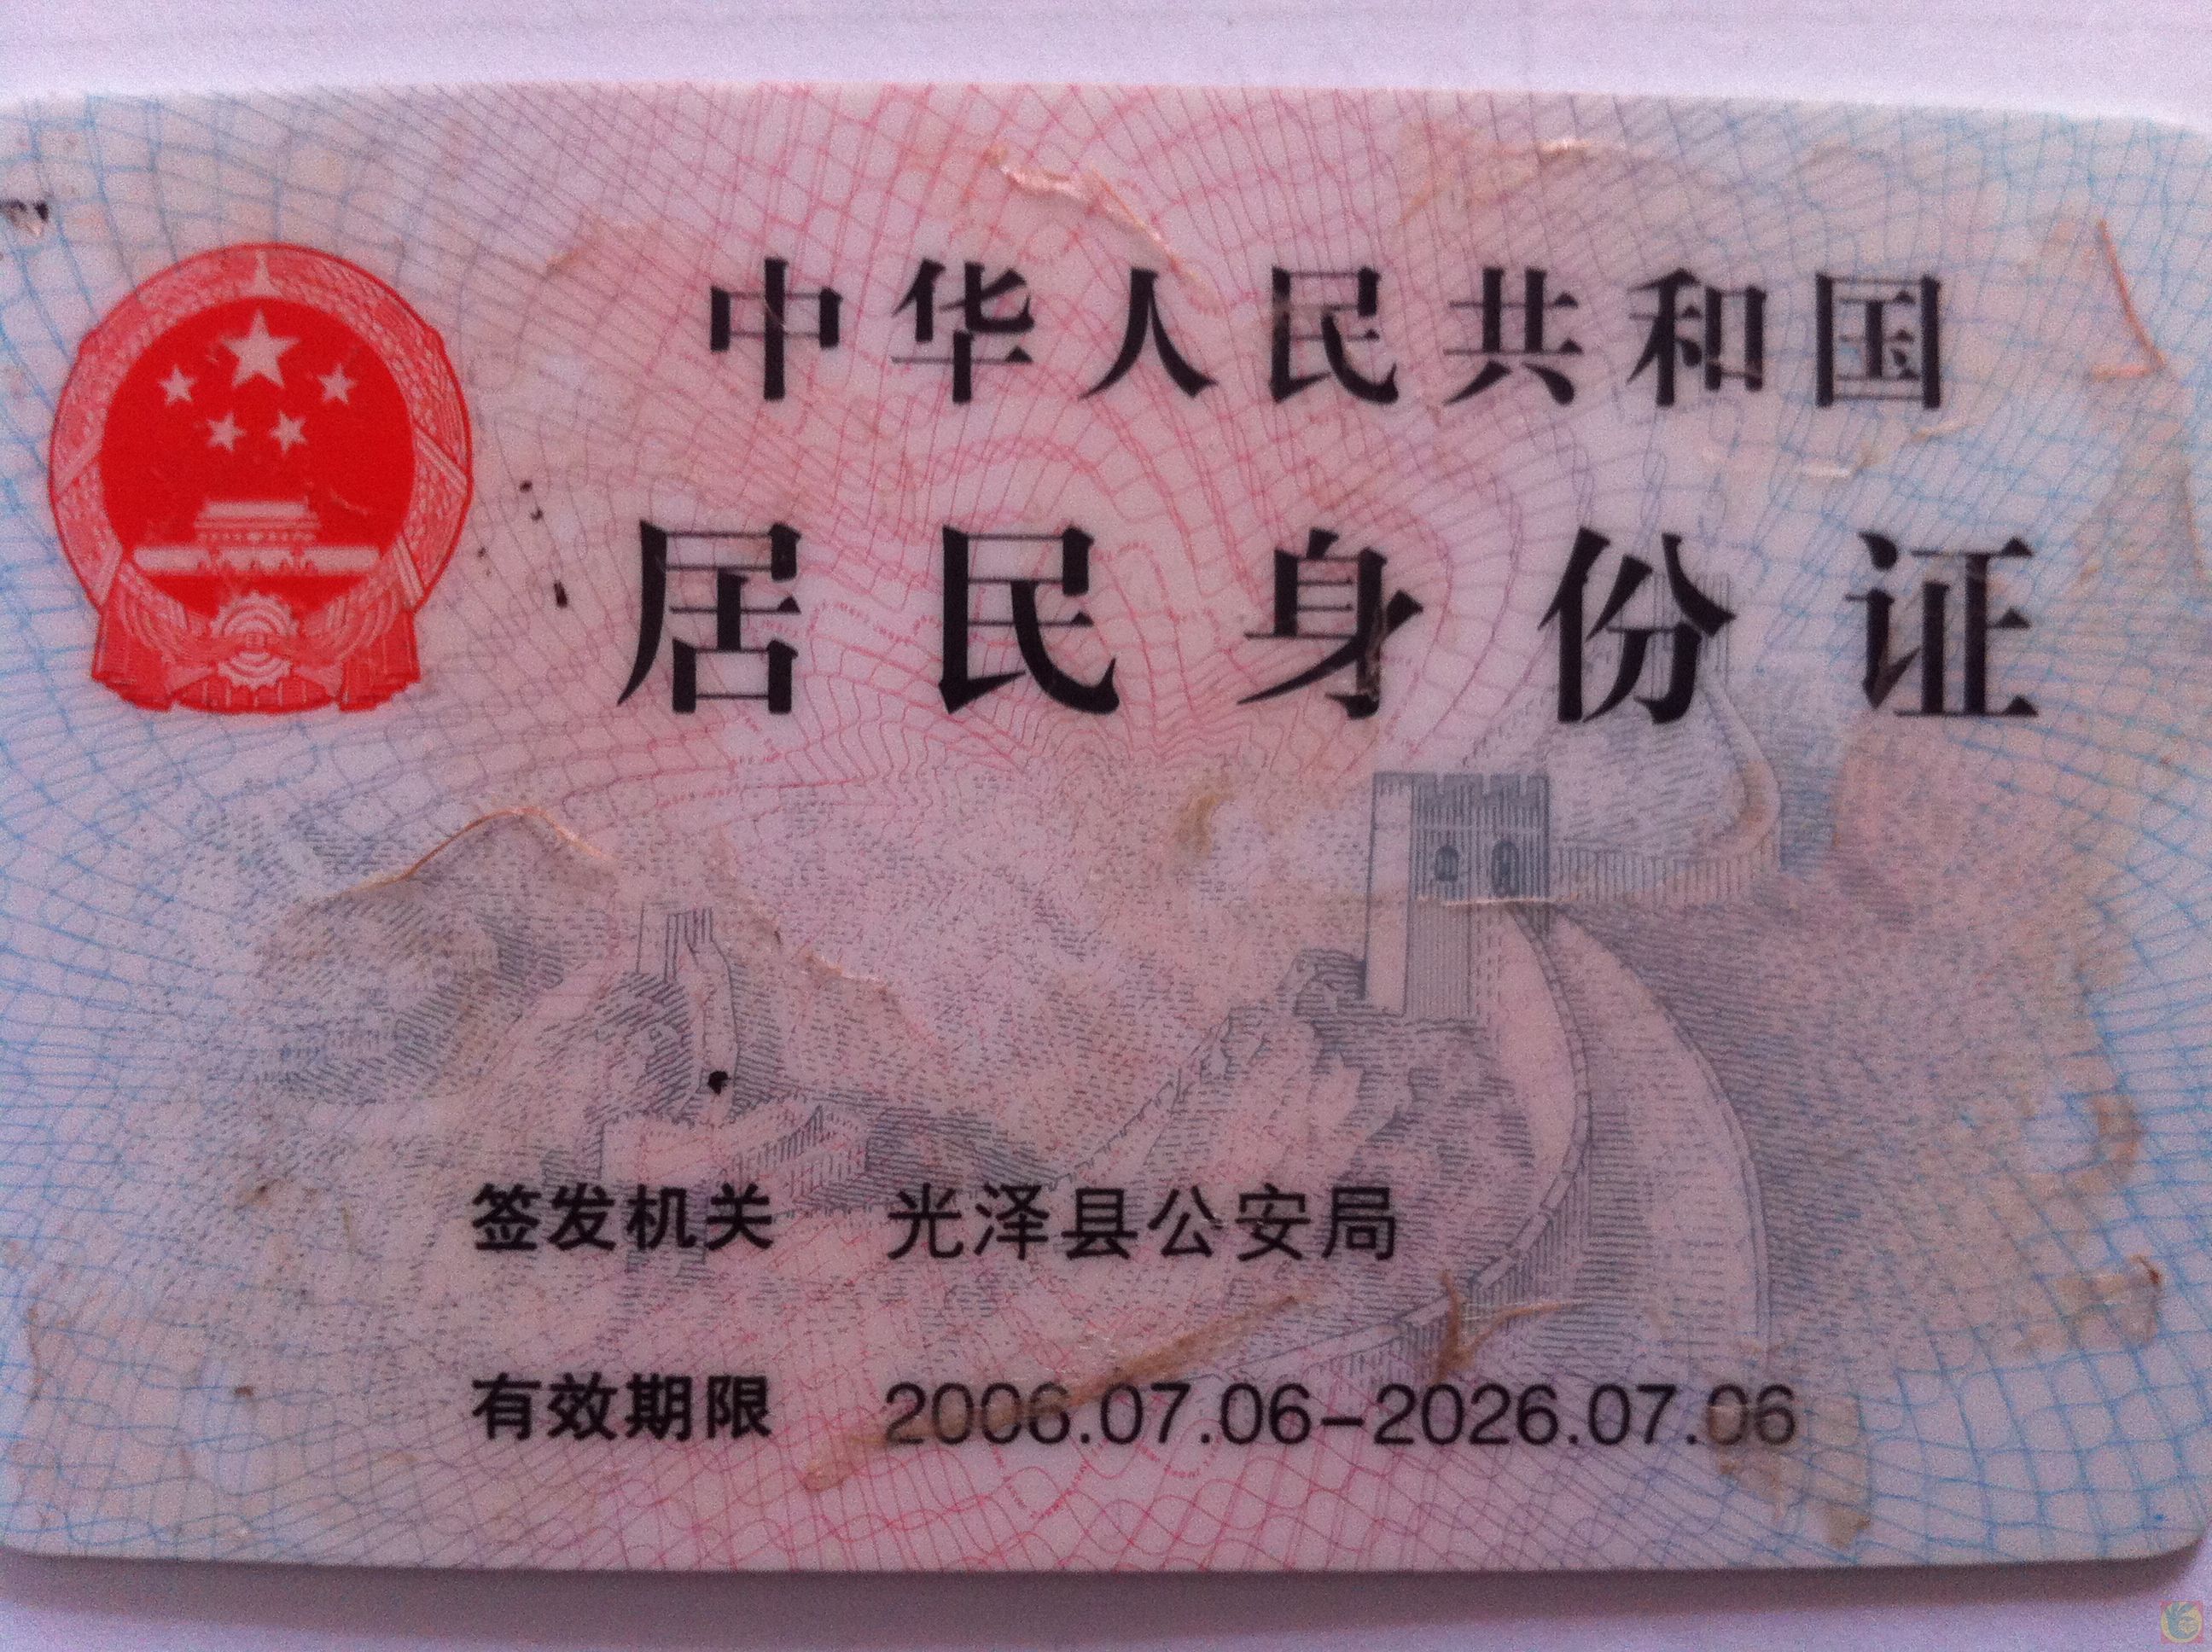 中华人民共和国
居民身份证
签发机关 光泽县公安局
有效期限 2006.07.06-2026.07.06